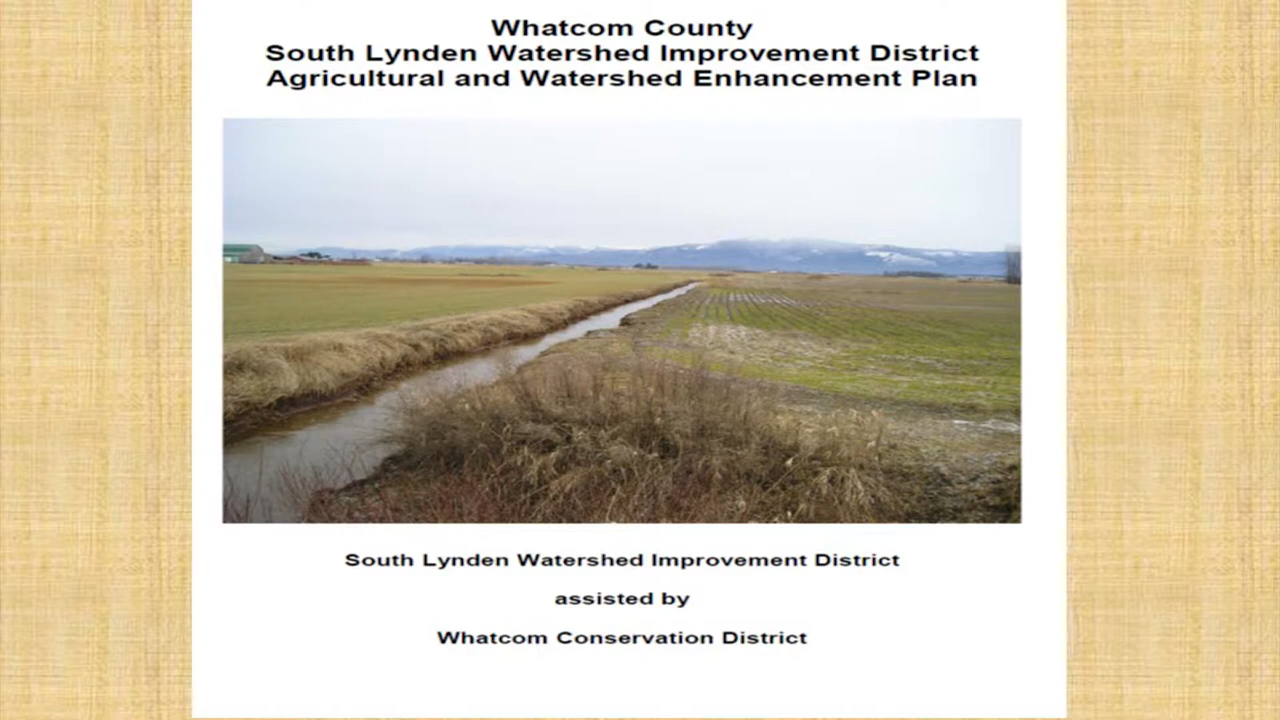 Whatcom County
South Lynden Watershed Improvement District
Agricultural and Watershed Enhancement Plan
South Lynden Watershed Improvement District
assisted by
Whatcom Conservation District